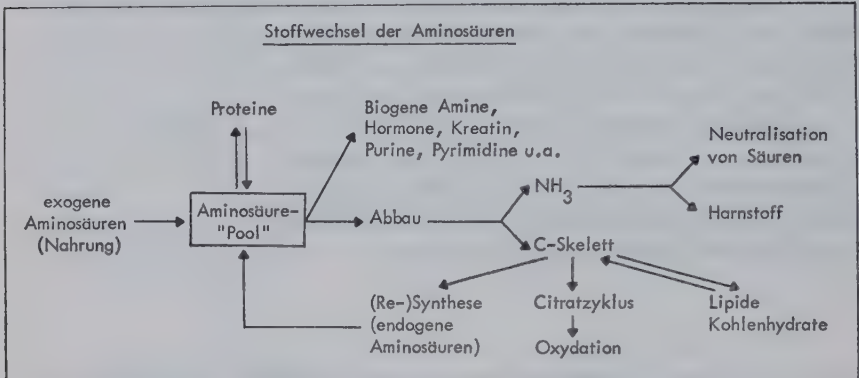 Stoffwechsel der Aminosäuren
Proteine
Biogene Amine,
Hormone, Kreatin,
Purine, Pyrimidine u.a.
Neutralisation
von Säuren
exogene
Aminosäuren
(Nahrung)
Aminosäure-
"Pool"
Abbau
NH3
Harnstoff
C-Skelett
(Re-)Synthese
(endogene
Aminosäuren)
Citratzyklus
Oxydation
Lipide
Kohlenhydrate